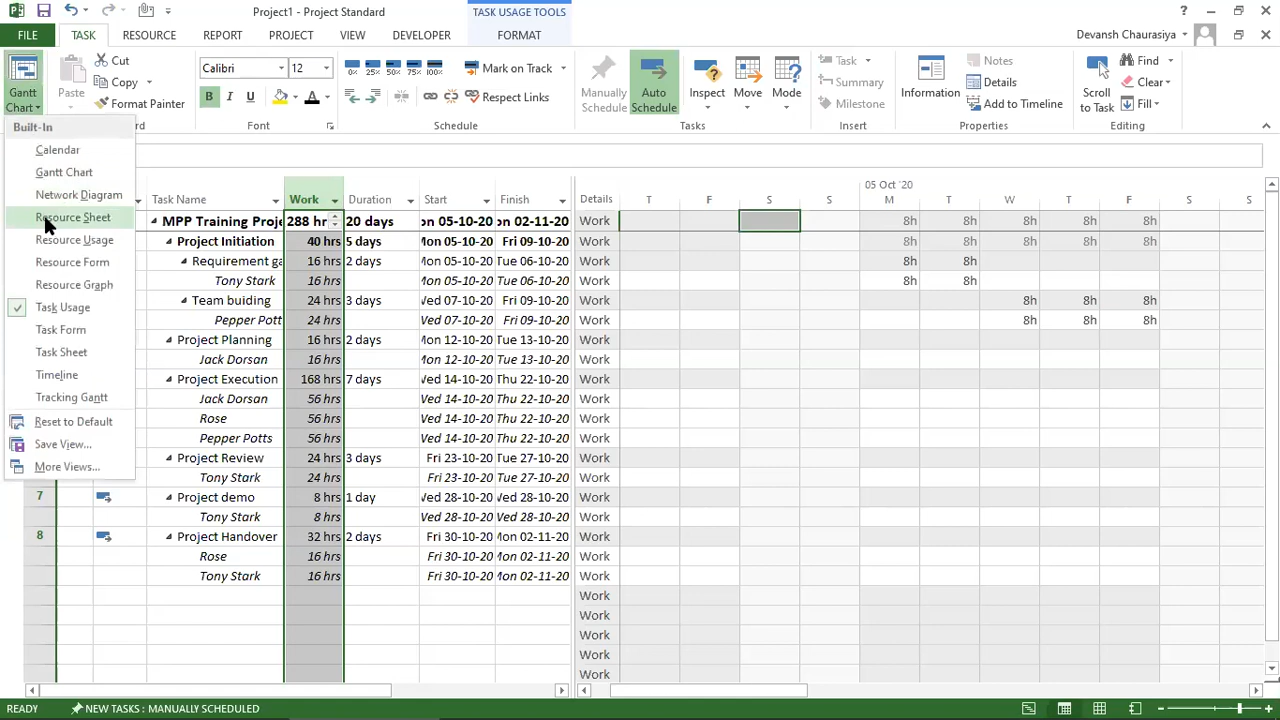 Project1 - Project Standard
TASK USAGE TOOLS
?
FILE TASK RESOURCE REPORT PROJECT VIEW DEVELOPER FORMAT
Devansh Chaurasiya
Gantt Chart
Paste
Cut
Copy
Format Painter
Calibri 12
B I U A
0% 25% 50% 75% 100%
Mark on Track
Respect Links
Manually Schedule
Auto Schedule
Inspect
Move
Mode
Task
Summary
Milestone
Information
Notes
Details
Add to Timeline
Scroll to Task
Find
Clear
Fill
Font Schedule Tasks Insert Properties Editing
Built-In
Calendar
Gantt Chart
Network Diagram
Resource Sheet
Resource Usage
Resource Form
Resource Graph
Task Usage
Task Form
Task Sheet
Timeline
Tracking Gantt
Reset to Default
Save View...
More Views...
05 Oct '20
Task Name Work Duration Start Finish Details T F S S M T W T F S S
MPP Training Proje 288 hr 20 days on 05-10-20 on 02-11-20 Work 8h 8h 8h 8h 8h
Project Initiation 40 hrs 5 days Mon 05-10-20 Fri 09-10-20 Work 8h 8h 8h 8h 8h
Requirement ga 16 hrs 2 days Mon 05-10-20 Tue 06-10-20 Work 8h 8h
Tony Stark 16 hrs Mon 05-10-20 Tue 06-10-20 Work 8h 8h
Team buiding 24 hrs 3 days Wed 07-10-20 Fri 09-10-20 Work 8h 8h 8h
Pepper Pott 24 hrs Wed 07-10-20 Fri 09-10-20 Work 8h 8h 8h
Project Planning 16 hrs 2 days Mon 12-10-20 Tue 13-10-20 Work
Jack Dorsan 16 hrs Mon 12-10-20 Tue 13-10-20 Work
Project Execution 168 hrs 7 days Wed 14-10-20 Thu 22-10-20 Work
Jack Dorsan 56 hrs Wed 14-10-20 Thu 22-10-20 Work
Rose 56 hrs Wed 14-10-20 Thu 22-10-20 Work
Pepper Potts 56 hrs Wed 14-10-20 Thu 22-10-20 Work
Project Review 24 hrs 3 days Fri 23-10-20 Tue 27-10-20 Work
Tony Stark 24 hrs Fri 23-10-20 Tue 27-10-20 Work
7 Project demo 8 hrs 1 day Wed 28-10-20 Wed 28-10-20 Work
Tony Stark 8 hrs Wed 28-10-20 Wed 28-10-20 Work
8 Project Handover 32 hrs 2 days Fri 30-10-20 Mon 02-11-20 Work
Rose 16 hrs Fri 30-10-20 Mon 02-11-20 Work
Tony Stark 16 hrs Fri 30-10-20 Mon 02-11-20 Work
Work
Work
Work
Work
Work
READY NEW TASKS : MANUALLY SCHEDULED